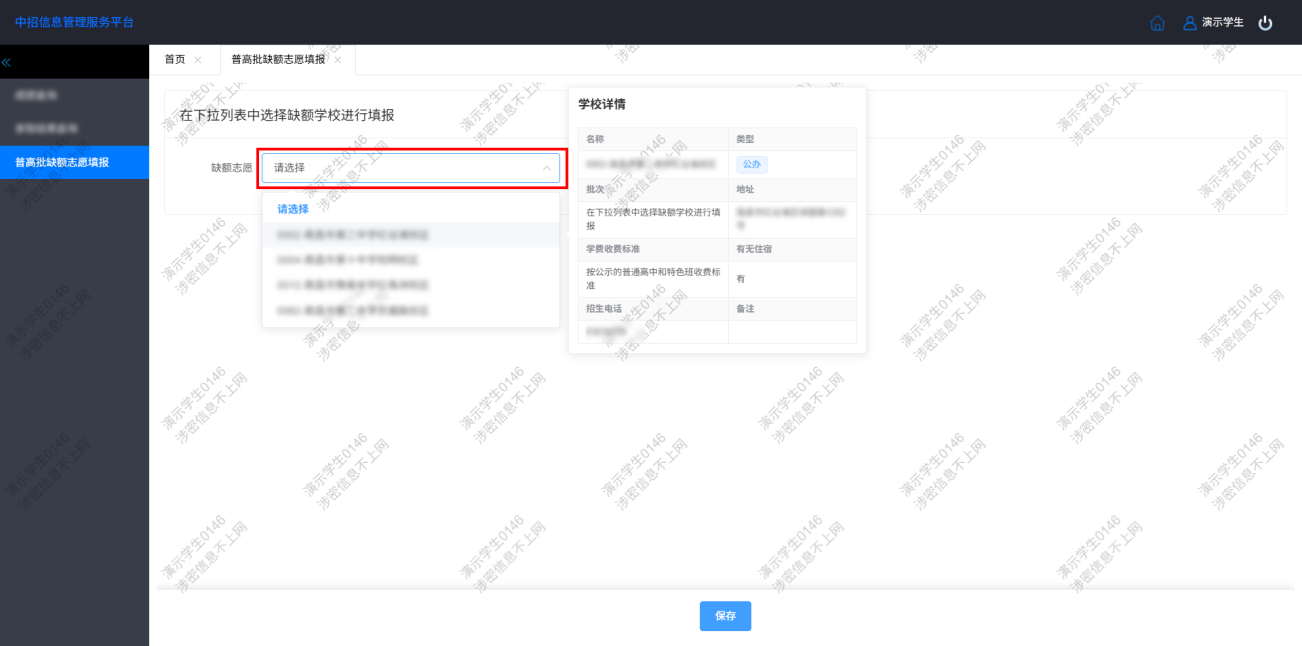 中招信息管理服务平台
演示学生
首页
普高批缺额志愿填报
普高批缺额志愿填报
在下拉列表中选择缺额学校进行填报
缺额志愿
请选择
请选择
学校详情
名称 类型
公办
批次 地址
在下拉列表中选择缺额学校进行填
报
学费收费标准 有无住宿
按公示的普通高中和特色班收费标
准
有
招生电话 备注
保存
演示学生0146
涉密信息不上网